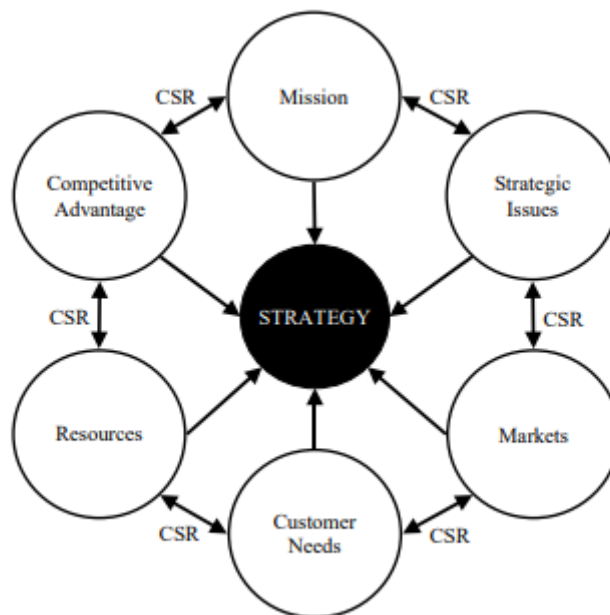 CSR
Mission
CSR
Competitive
Advantage
Strategic
Issues
CSR
STRATEGY
CSR
Resources
Markets
CSR
Customer
Needs
CSR